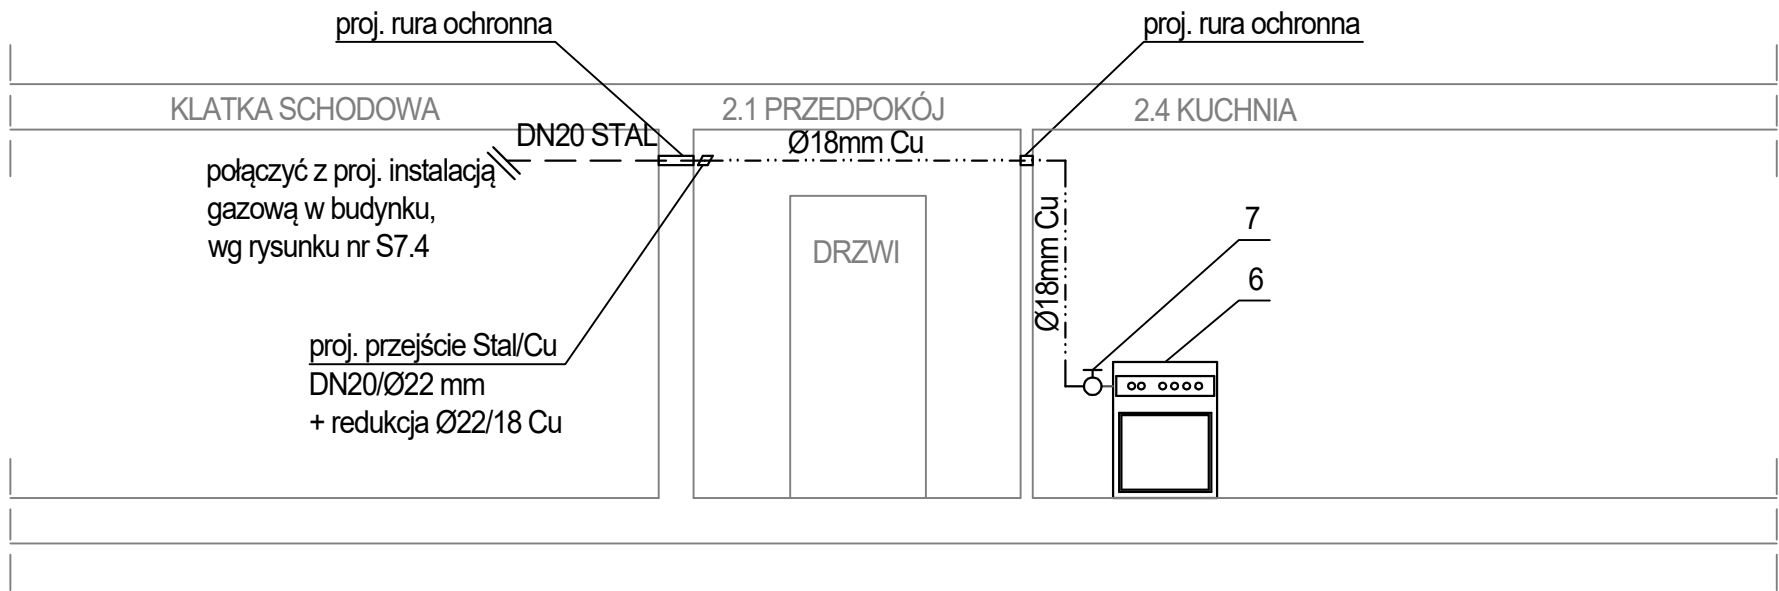 proj. rura ochronna
proj. rura ochronna
KLATKA SCHODOWA
2.1 PRZEDPOKÓJ
2.4 KUCHNIA
DN20 STAL
Ø18mm Cu
połączyć z proj. instalacją
gazową w budynku,
wg rysunku nr S7.4
Ø18mm Cu
7
DRZWI
6
proj. przejście Stal/Cu
DN20/Ø22 mm
+ redukcja Ø22/18 Cu